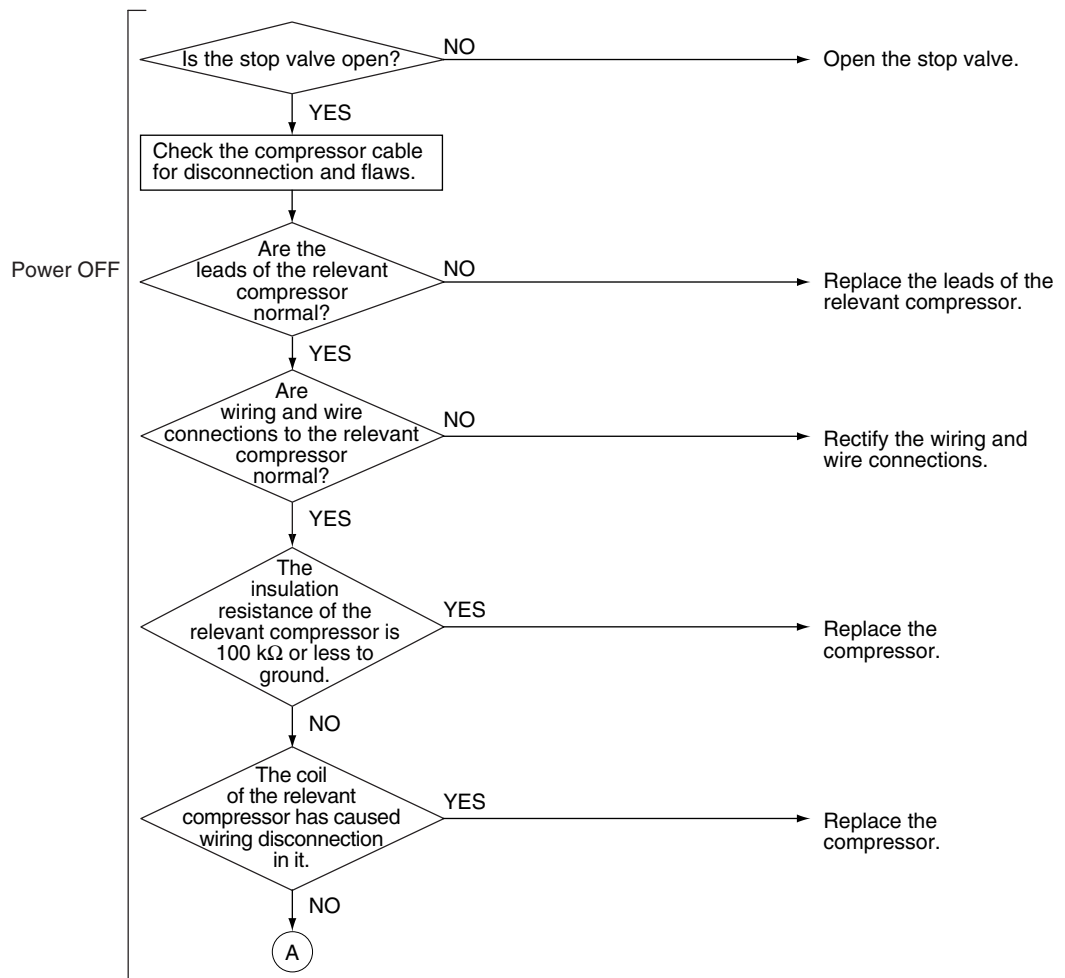 Is the stop valve open?
NO
Open the stop valve.
YES
Check the compressor cable
for disconnection and flaws.
Power OFF
Are the
leads of the relevant
compressor
normal?
NO
Replace the leads of the
relevant compressor.
YES
Are
wiring and wire
connections to the relevant
compressor
normal?
NO
Rectify the wiring and
wire connections.
YES
The
insulation
resistance of the
relevant compressor is
100 kΩ or less to
ground.
YES
Replace the
compressor.
NO
The coil
of the relevant
compressor has caused
wiring disconnection
in it.
YES
Replace the
compressor.
NO
A